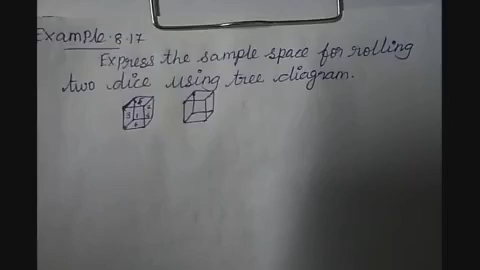 Example 8.17
Express the sample space for rolling
two dice using tree diagram.